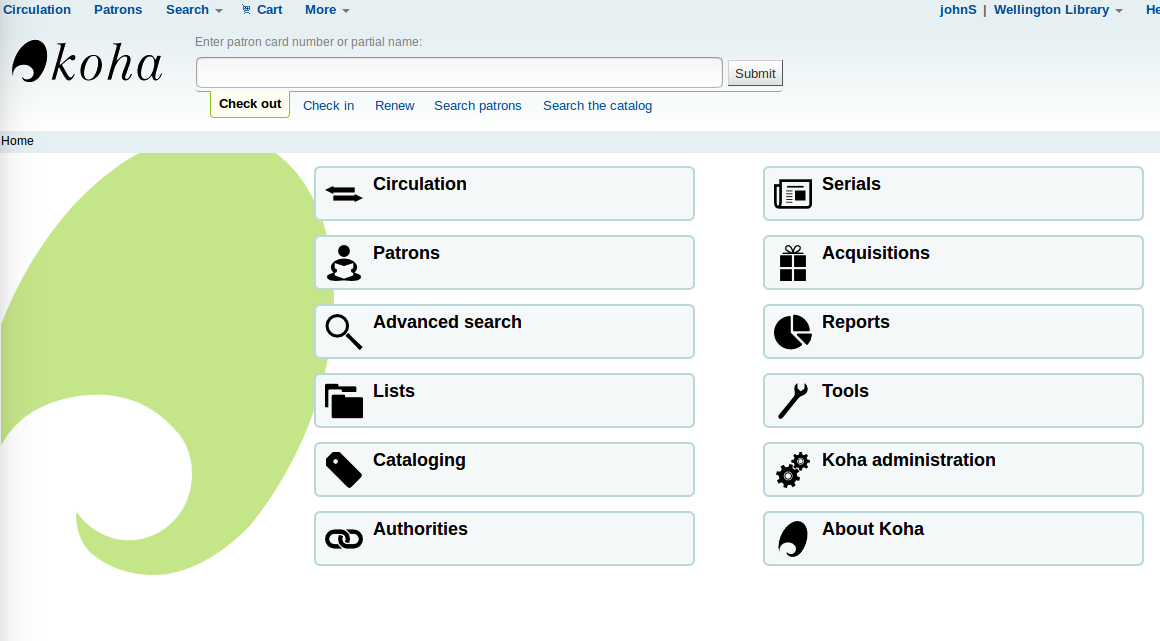 Circulation Patrons Search Cart More johnS | Wellington Library He
koha
Enter patron card number or partial name:
Submit
Check out Check in Renew Search patrons Search the catalog
Home
Circulation
Serials
Patrons
Acquisitions
Advanced search
Reports
Lists
Tools
Cataloging
Koha administration
Authorities
About Koha